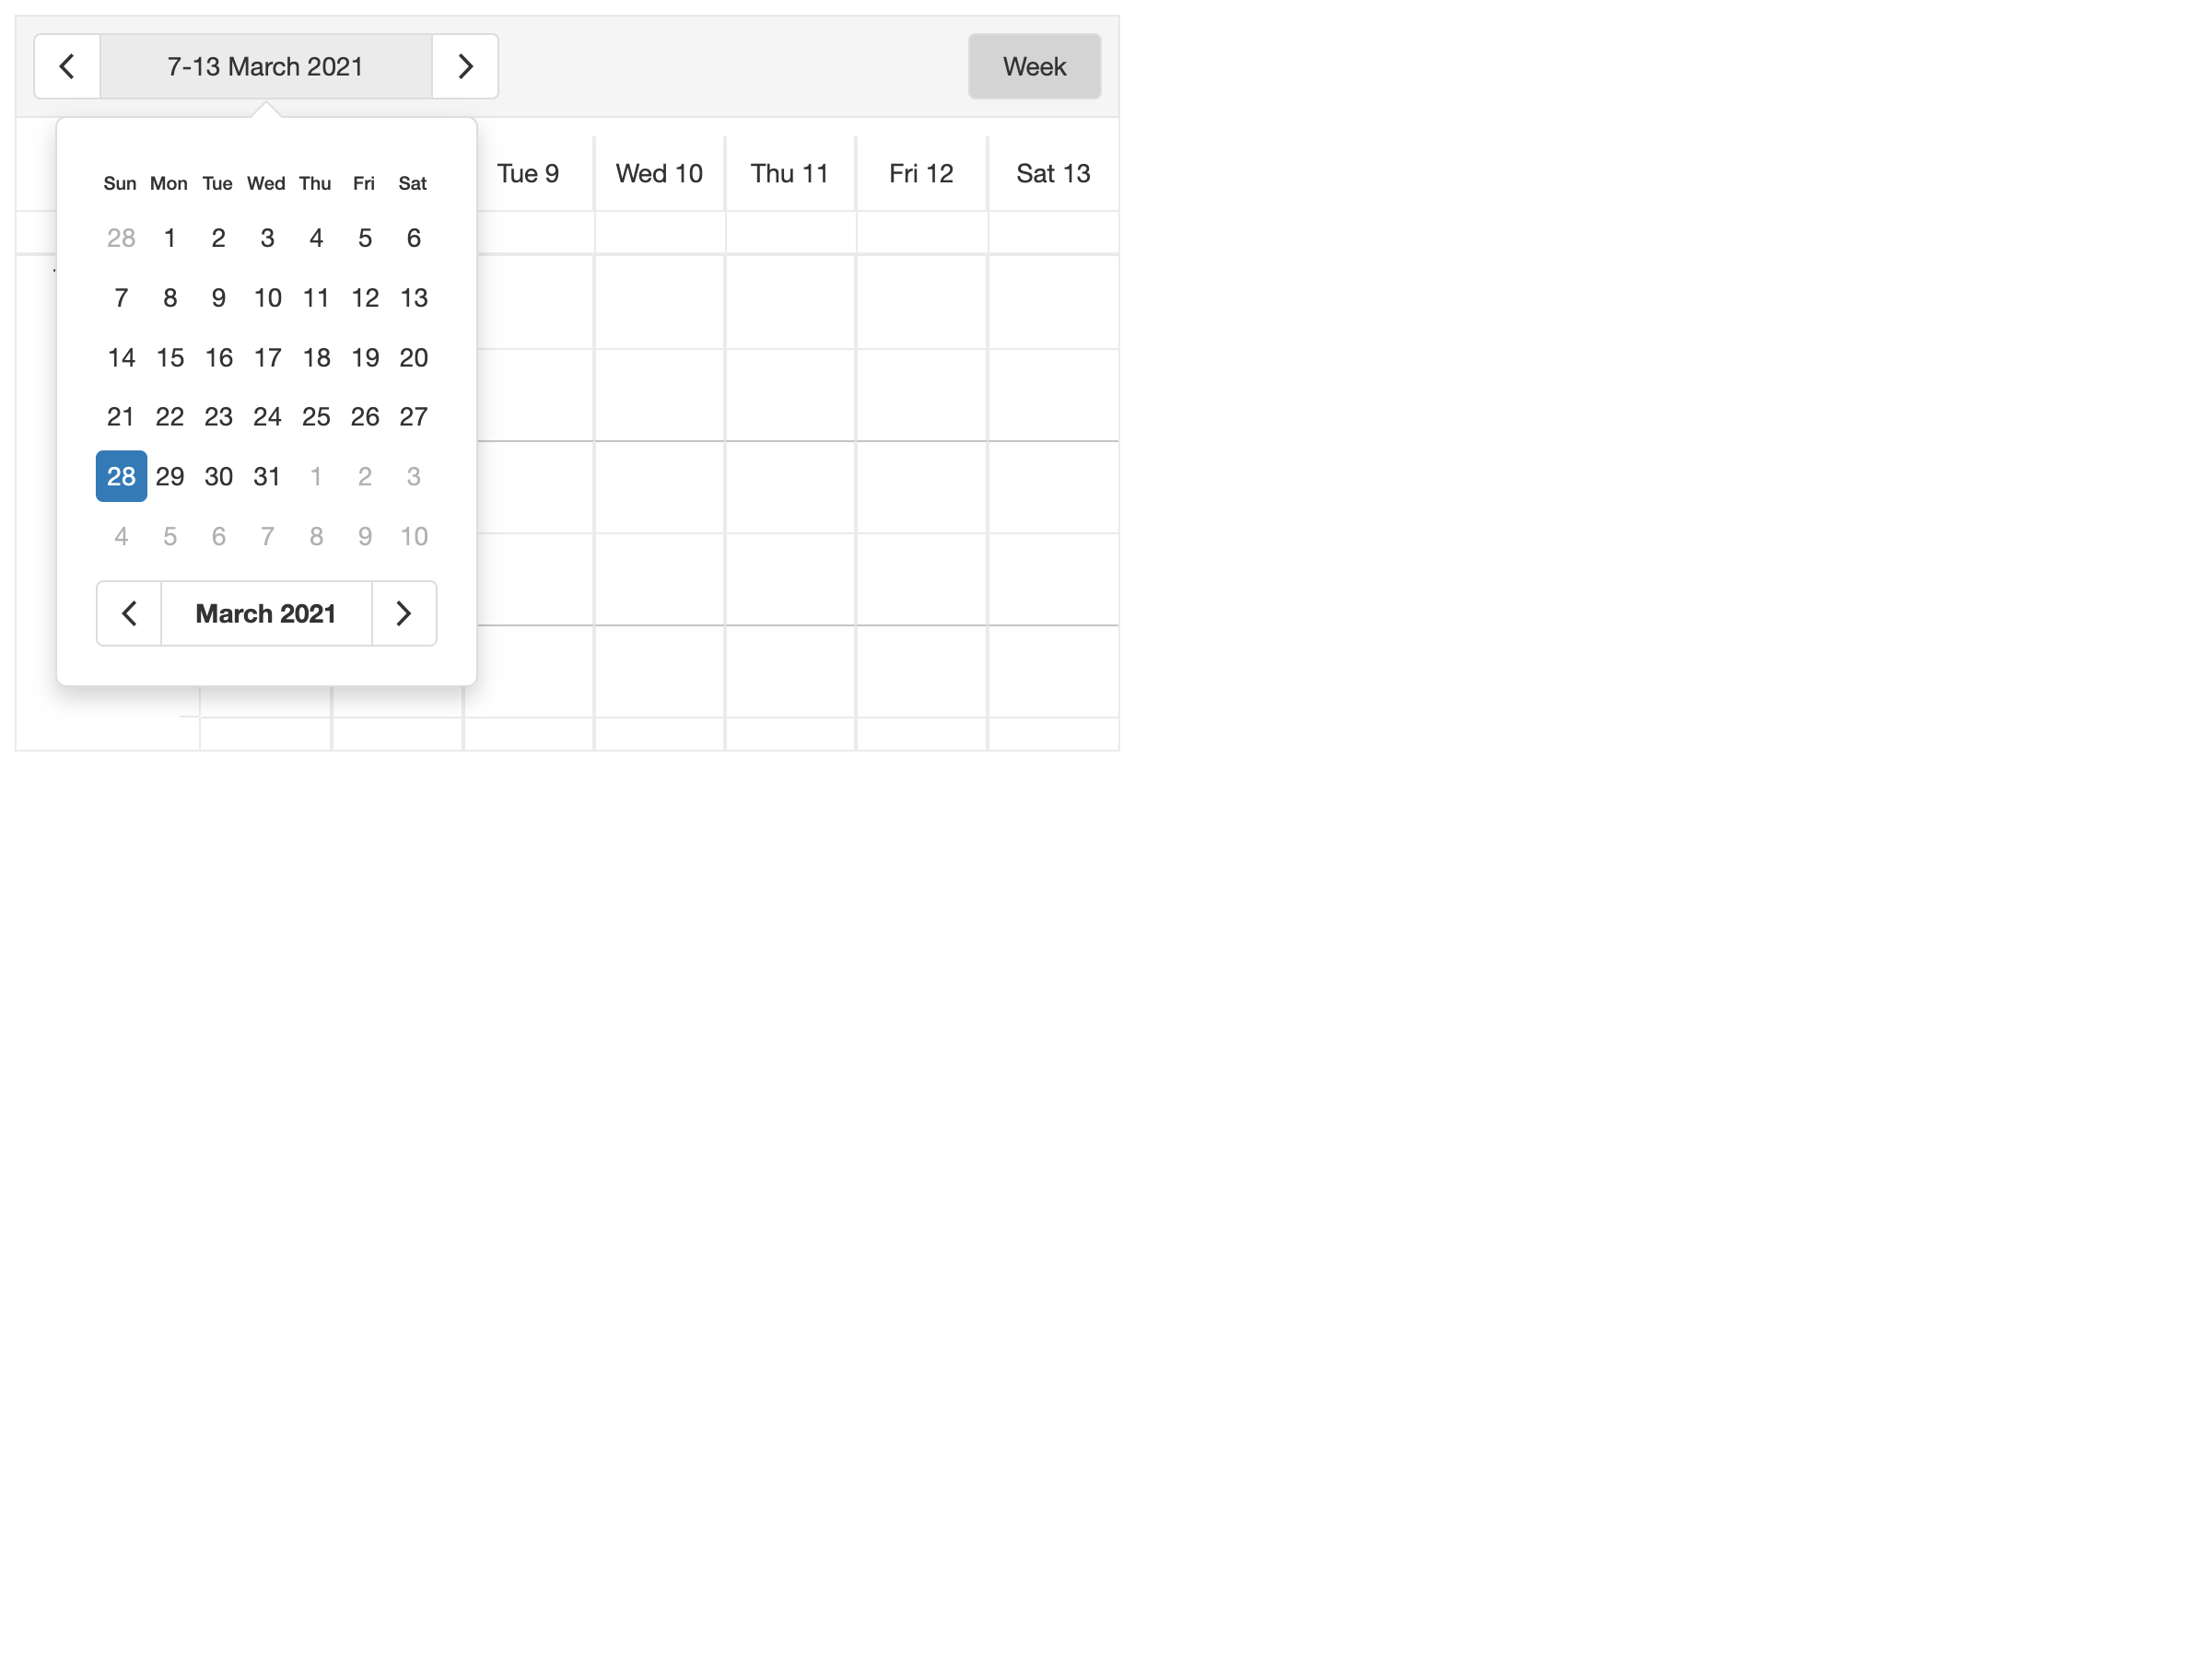 7-13 March 2021 Week
Tue 9 Wed 10 Thu 11 Fri 12 Sat 13
Sun Mon Tue Wed Thu Fri Sat
28 1 2 3 4 5 6
7 8 9 10 11 12 13
14 15 16 17 18 19 20
21 22 23 24 25 26 27
28 29 30 31 1 2 3
4 5 6 7 8 9 10
March 2021